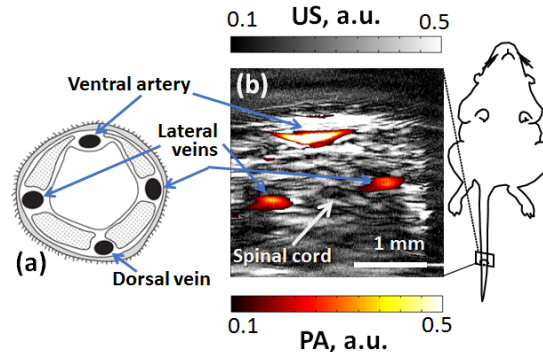 US, a.u.
0.1
0.5
(a)
(b)
Ventral artery
Lateral
veins
Spinal cord
1 mm
Dorsal vein
0.1
0.5
PA, a.u.